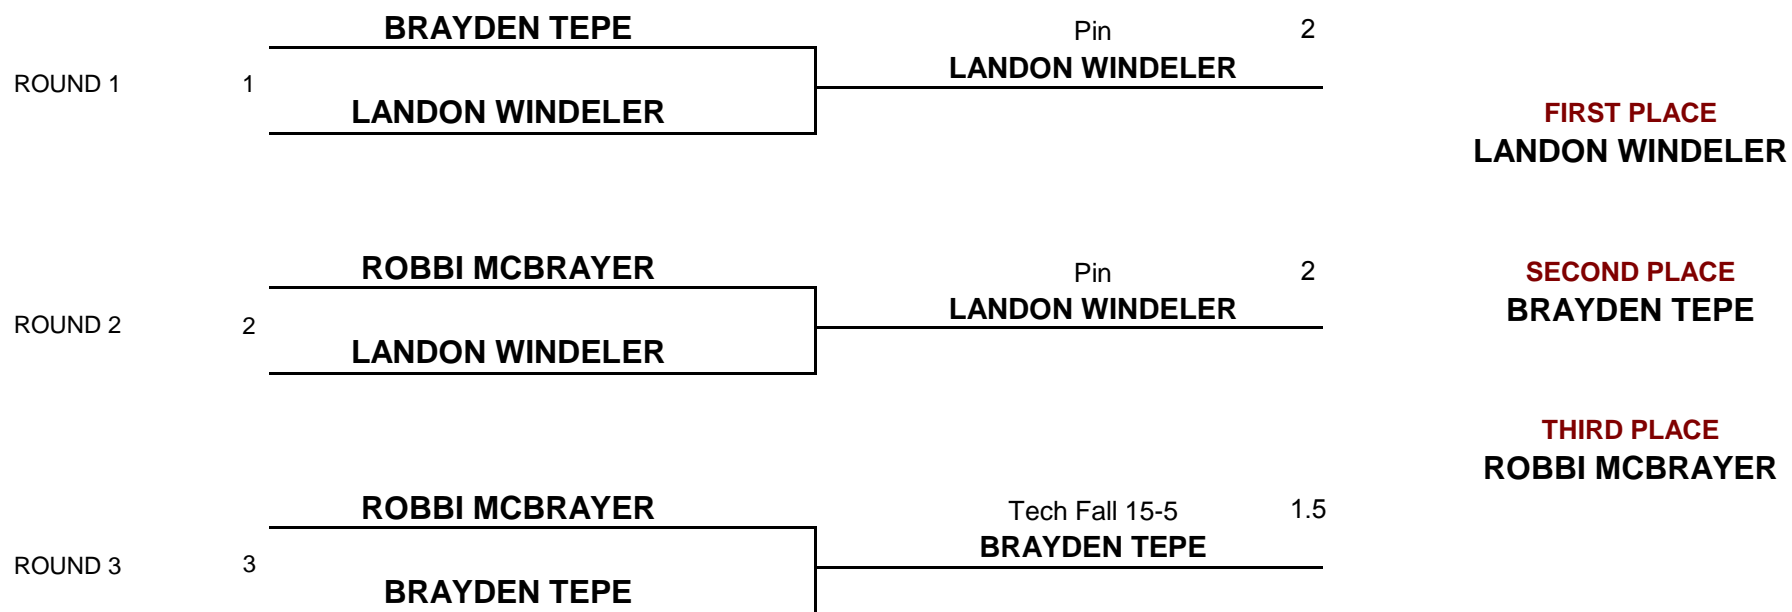 BRAYDEN TEPE
Pin 2
LANDON WINDELER
ROUND 1 1
LANDON WINDELER
FIRST PLACE
LANDON WINDELER
ROBBI MCBRAYER
Pin 2
SECOND PLACE
LANDON WINDELER
BRAYDEN TEPE
ROUND 2 2
LANDON WINDELER
THIRD PLACE
ROBBI MCBRAYER
ROBBI MCBRAYER
Tech Fall 15-5 1.5
BRAYDEN TEPE
ROUND 3 3
BRAYDEN TEPE